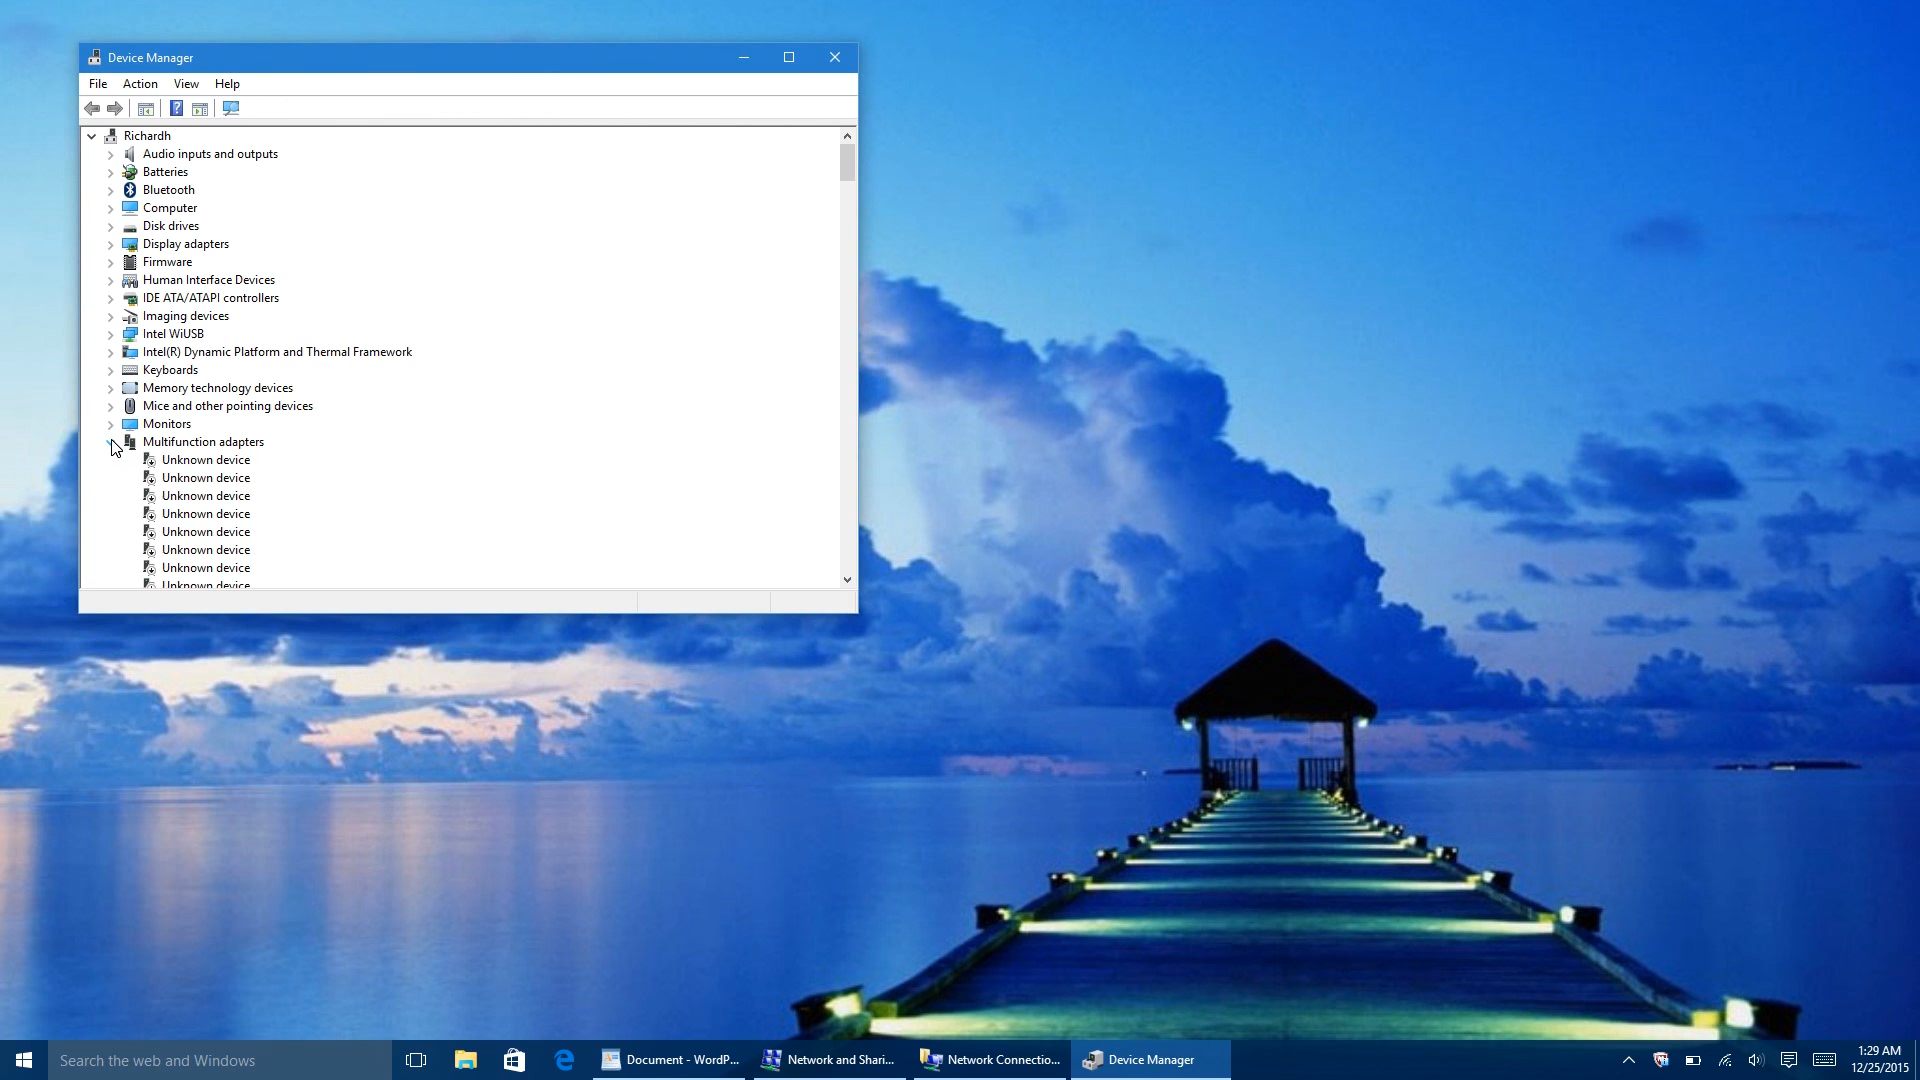 Device Manager
File Action View Help
Richardh
Audio inputs and outputs
Batteries
Bluetooth
Computer
Disk drives
Display adapters
Firmware
Human Interface Devices
IDE ATA/ATAPI controllers
Imaging devices
Intel WiUSB
Intel(R) Dynamic Platform and Thermal Framework
Keyboards
Memory technology devices
Mice and other pointing devices
Monitors
Multifunction adapters
Unknown device
Unknown device
Unknown device
Unknown device
Unknown device
Unknown device
Unknown device
Unknown device
Search the web and Windows
Document - WordP...
Network and Shari...
Network Connectio...
Device Manager
1:29 AM
12/25/2015